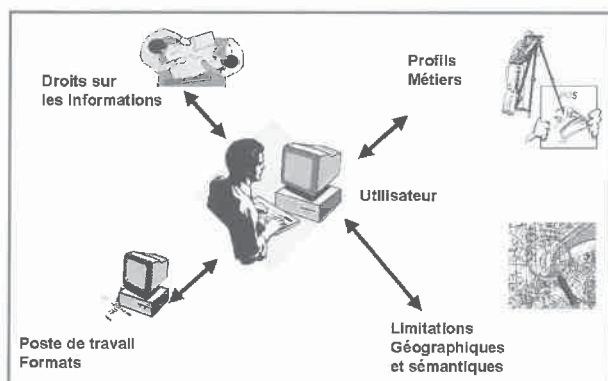 Droits sur
les Informations
Profils
Métiers
Utilisateur
Poste de travail
Formats
Limitations
Géographiques
et sémantiques